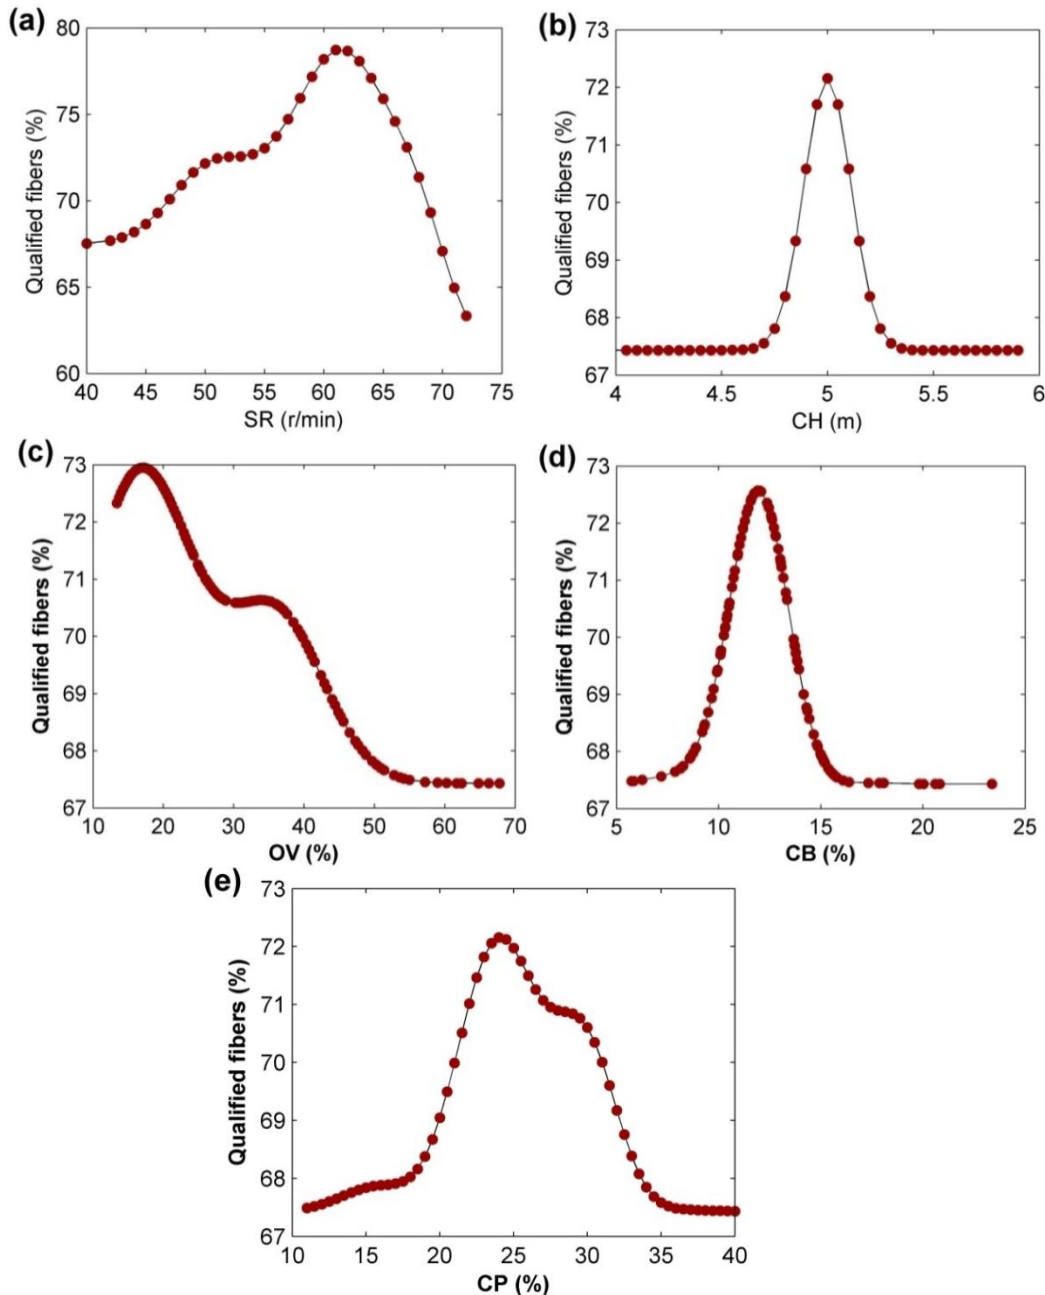 (a)
80
75
70
65
60
Qualified fibers (%)
40 45 50 55 60 65 70 75
SR (r/min)
(b)
73
72
71
70
69
68
67
Qualified fibers (%)
4 4.5 5 5.5 6
CH (m)
(c)
73
72
71
70
69
68
67
Qualified fibers (%)
10 20 30 40 50 60 70
OV (%)
(d)
73
72
71
70
69
68
67
Qualified fibers (%)
5 10 15 20 25
CB (%)
(e)
73
72
71
70
69
68
67
Qualified fibers (%)
10 15 20 25 30 35 40
CP (%)